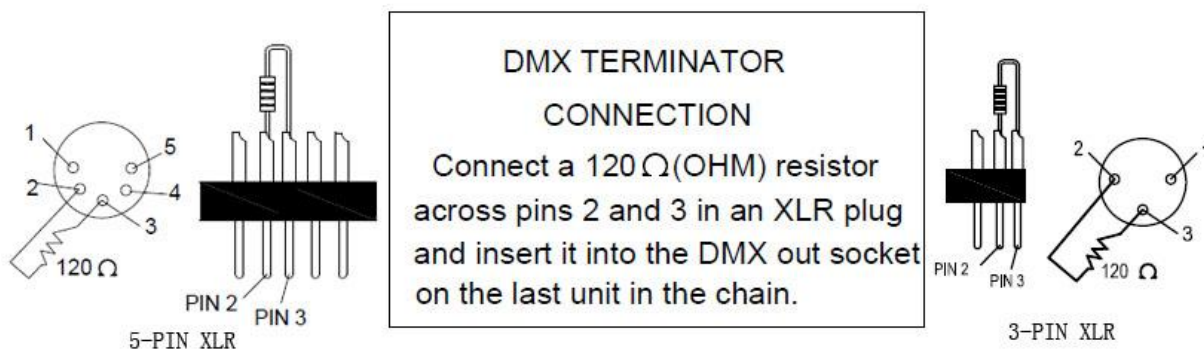 1
2
3
4
5
120 Ω
PIN 2
PIN 3
5-PIN XLR
DMX TERMINATOR
CONNECTION
Connect a 120 Ω(OHM) resistor
across pins 2 and 3 in an XLR plug
and insert it into the DMX out socket
on the last unit in the chain.
PIN 2
PIN 3
2
3
120 Ω
3-PIN XLR